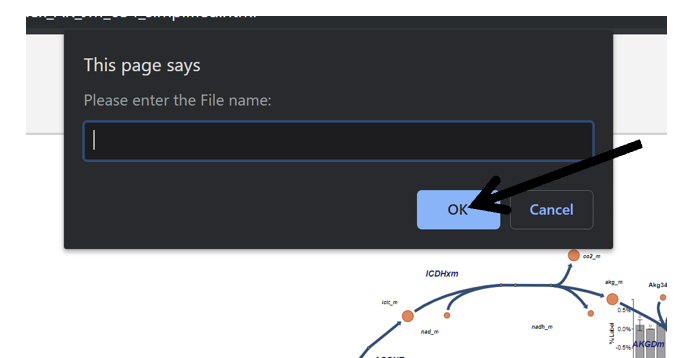 This page says
Please enter the File name:
OK
Cancel
co2_m
ICDHxm
akg_m
Akg34
icit_m
nad_m
nadh_m
% Label
0.5%
0.0%
-0.5%
AKGDm